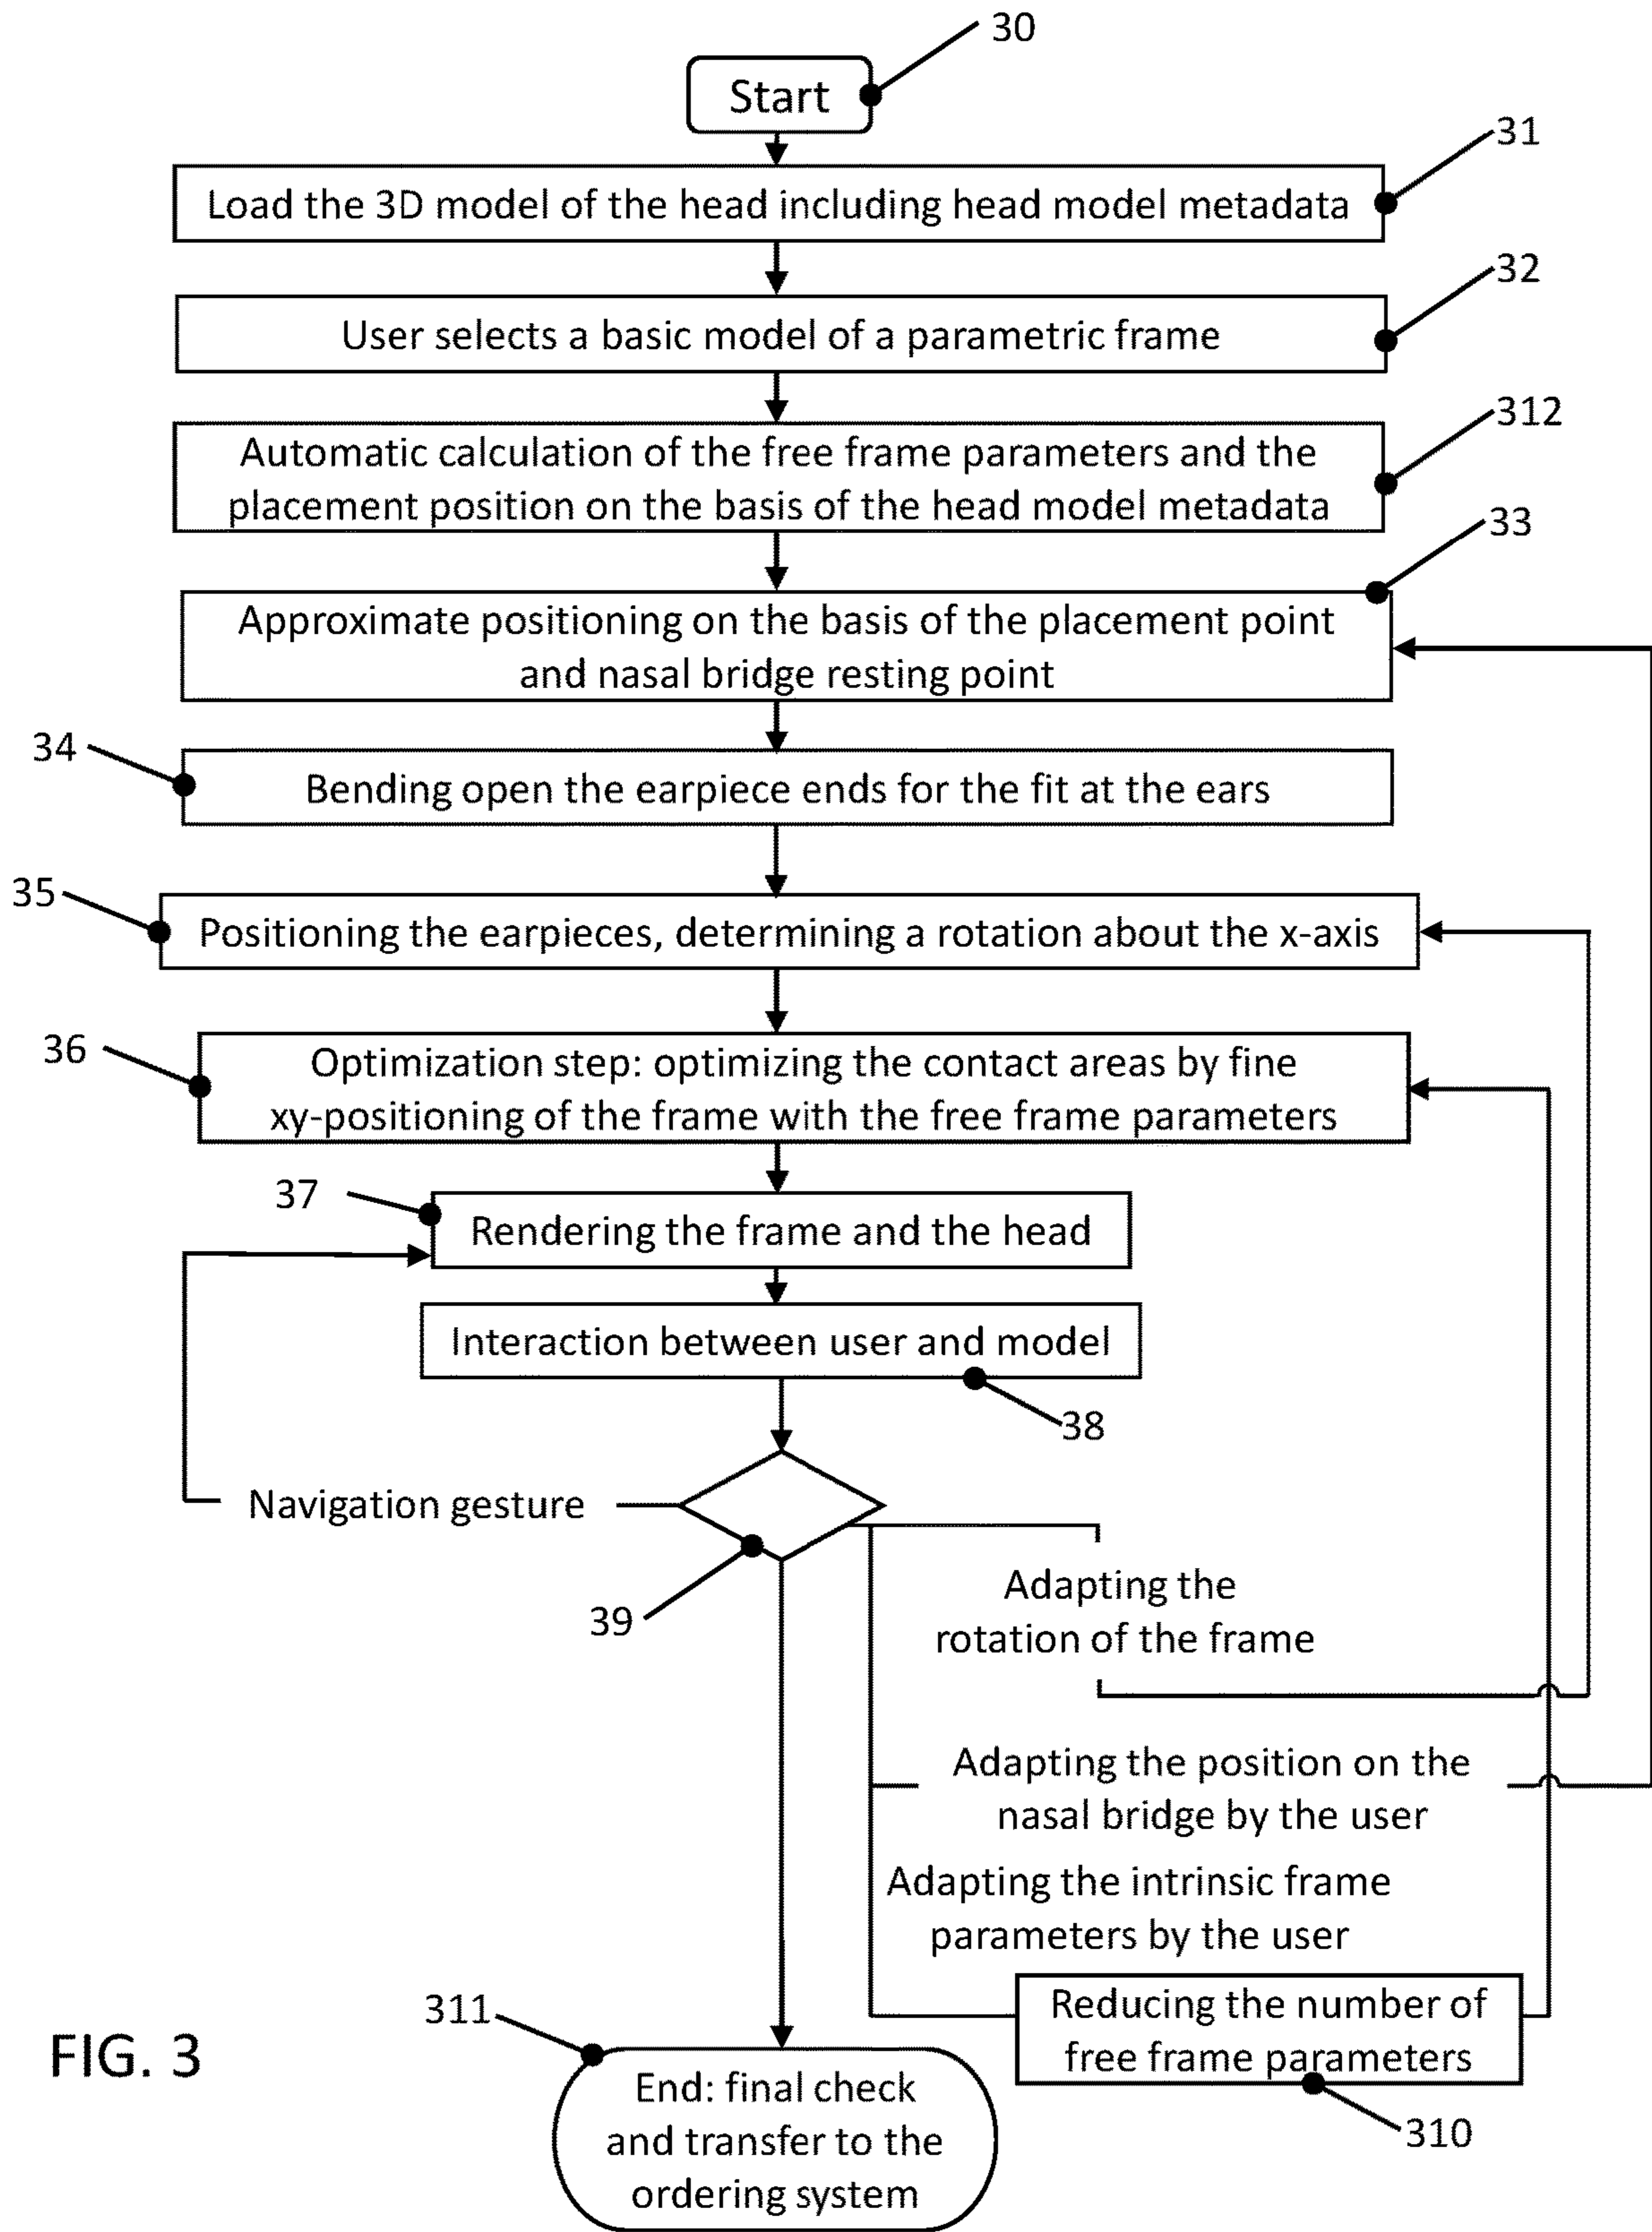 30
Start
31
Load the 3D model of the head including head model metadata
32
User selects a basic model of a parametric frame
312
Automatic calculation of the free frame parameters and the
placement position on the basis of the head model metadata
33
Approximate positioning on the basis of the placement point
and nasal bridge resting point
34
Bending open the earpiece ends for the fit at the ears
35
Positioning the earpieces, determining a rotation about the x-axis
36
Optimization step: optimizing the contact areas by fine
xy-positioning of the frame with the free frame parameters
37
Rendering the frame and the head
Interaction between user and model
38
Navigation gesture
39
Adapting the
rotation of the frame
Adapting the position on the
nasal bridge by the user
Adapting the intrinsic frame
parameters by the user
Reducing the number of
free frame parameters
310
311
End: final check
and transfer to the
ordering system
FIG. 3